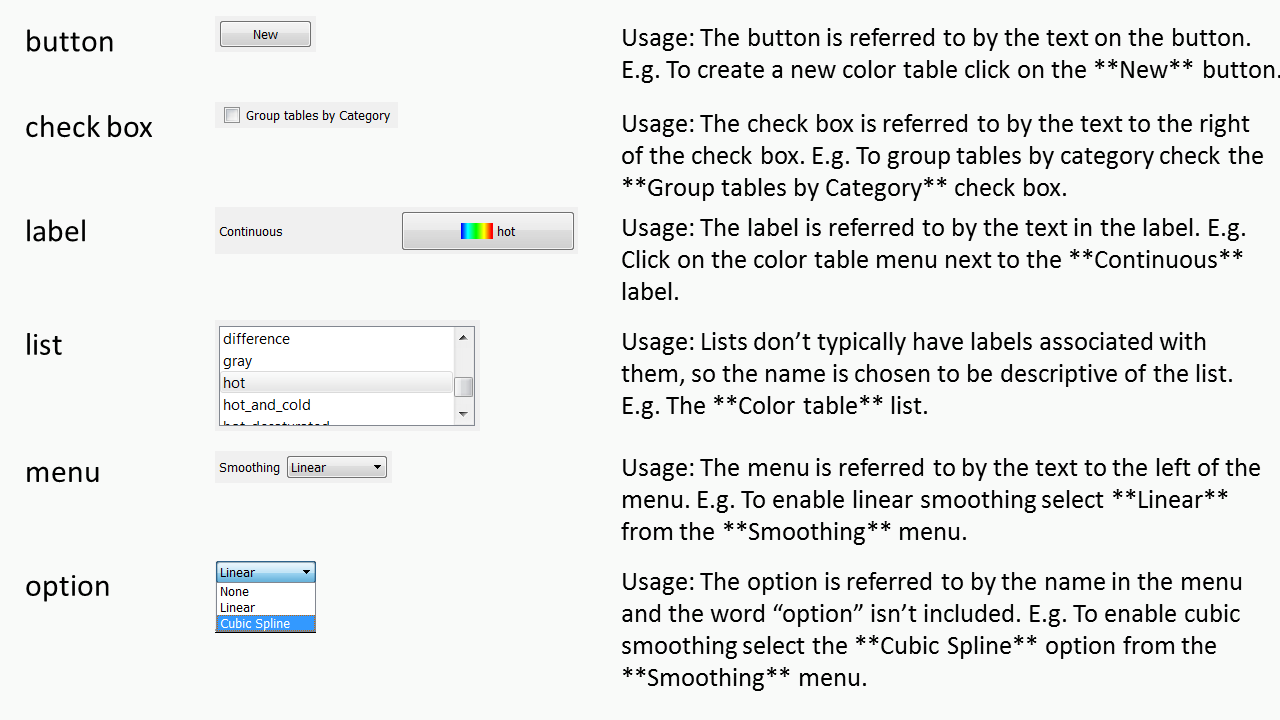 button
New
Usage: The button is referred to by the text on the button.
E.g. To create a new color table click on the **New** button.
check box
Group tables by Category
Usage: The check box is referred to by the text to the right
of the check box. E.g. To group tables by category check the
**Group tables by Category** check box.
label
Continuous
hot
Usage: The label is referred to by the text in the label. E.g.
Click on the color table menu next to the **Continuous**
label.
list
difference
gray
hot
hot_and_cold
hot_desaturated
Usage: Lists don’t typically have labels associated with
them, so the name is chosen to be descriptive of the list.
E.g. The **Color table** list.
menu
Smoothing
Linear
Usage: The menu is referred to by the text to the left of the
menu. E.g. To enable linear smoothing select **Linear**
from the **Smoothing** menu.
option
Linear
None
Linear
Cubic Spline
Usage: The option is referred to by the name in the menu
and the word “option” isn’t included. E.g. To enable cubic
smoothing select the **Cubic Spline** option from the
**Smoothing** menu.